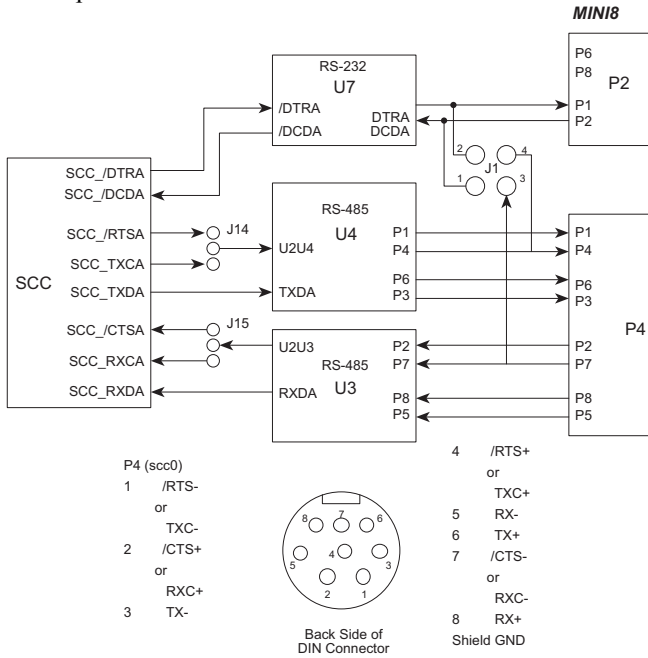 MINI8
RS-232
U7
/DTRA
/DCDA
DTRA
DCDA
P6
P8
P1
P2
P2
2
4
J1
1
3
SCC
SCC_/DTRA
SCC_/DCDA
SCC_/RTSA
SCC_TXCA
SCC_TXDA
SCC_/CTSA
SCC_RXCA
SCC_RXDA
J14
J15
RS-485
U4
U2U4
TXDA
P1
P4
P6
P3
U2U3
RS-485
U3
RXDA
P2
P7
P8
P5
P1
P4
P6
P3
P4
P2
P7
P8
P5
P4 (scc0)
1 /RTS-
or
TXC-
2 /CTS+
or
RXC+
3 TX-
8
7
6
5
4
3
2
1
Back Side of
DIN Connector
4 /RTS+
or
TXC+
5 RX-
6 TX+
7 /CTS-
or
RXC-
8 RX+
Shield GND